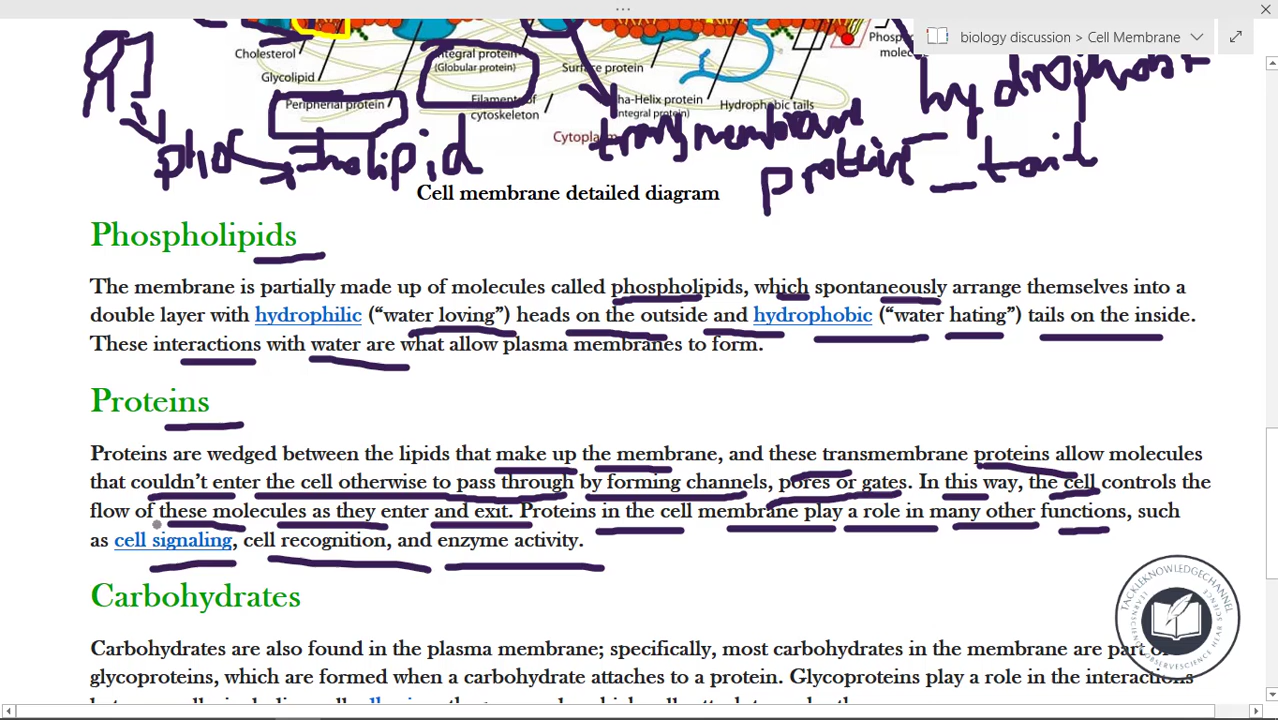 biology discussion > Cell Membrane
Cholesterol
Integral protein
(Globular protein)
Surface protein
Glycolipid
Peripherial protein
Filaments of
cytoskeleton
ha-Helix protein
(Integral protein)
Hydrophobic tails
Cytoplasm
transmembrane
protein
tail
Cell membrane detailed diagram
Phospholipids
The membrane is partially made up of molecules called phospholipids, which spontaneously arrange themselves into a
double layer with hydrophilic (“water loving”) heads on the outside and hydrophobic (“water hating”) tails on the inside.
These interactions with water are what allow plasma membranes to form.
Proteins
Proteins are wedged between the lipids that make up the membrane, and these transmembrane proteins allow molecules
that couldn’t enter the cell otherwise to pass through by forming channels, pores or gates. In this way, the cell controls the
flow of these molecules as they enter and exit. Proteins in the cell membrane play a role in many other functions, such
as cell signaling, cell recognition, and enzyme activity.
Carbohydrates
Carbohydrates are also found in the plasma membrane; specifically, most carbohydrates in the membrane are part of
glycoproteins, which are formed when a carbohydrate attaches to a protein. Glycoproteins play a role in the interactions
TACKLEKNOWLEDGECHANNEL